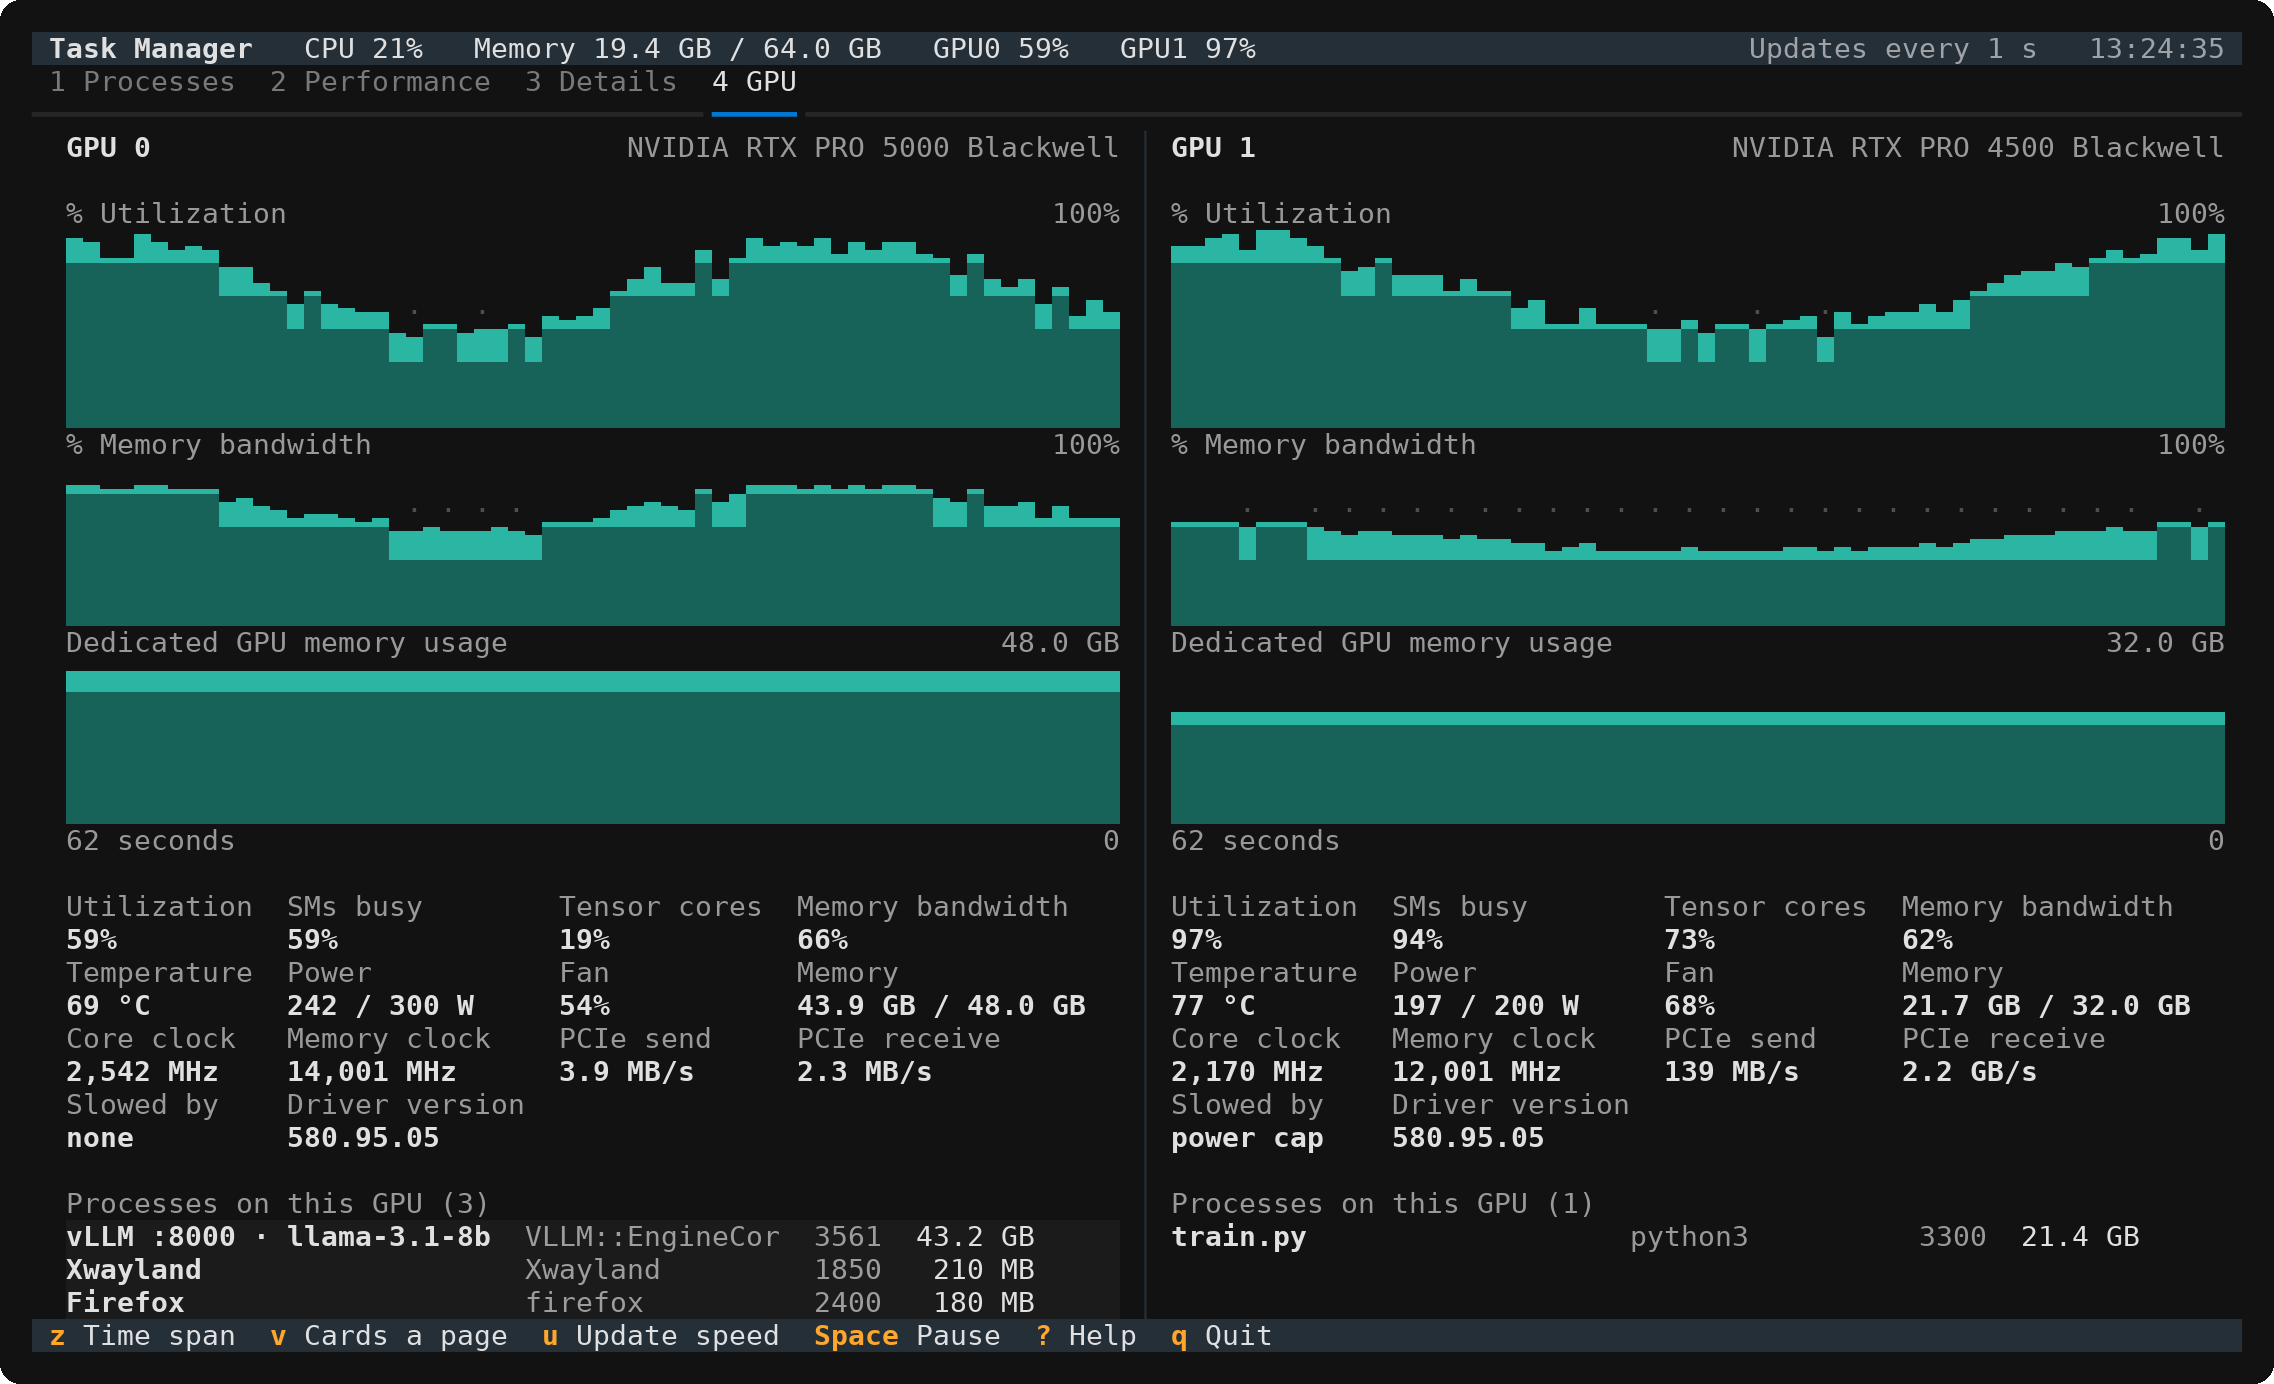 Task Manager CPU 21% Memory 19.4 GB / 64.0 GB GPU0 59% GPU1 97% Updates every 1 s 13:24:35
1 Processes 2 Performance 3 Details 4 GPU
GPU 0 NVIDIA RTX PRO 5000 Blackwell
% Utilization 100%
% Memory bandwidth 100%
Dedicated GPU memory usage 48.0 GB
62 seconds 0
Utilization SMs busy Tensor cores Memory bandwidth
59% 59% 19% 66%
Temperature Power Fan Memory
69 °C 242 / 300 W 54% 43.9 GB / 48.0 GB
Core clock Memory clock PCIe send PCIe receive
2,542 MHz 14,001 MHz 3.9 MB/s 2.3 MB/s
Slowed by Driver version
none 580.95.05
Processes on this GPU (3)
vLLM :8000 · llama-3.1-8b VLLM::EngineCor 3561 43.2 GB
Xwayland Xwayland 1850 210 MB
Firefox firefox 2400 180 MB
GPU 1 NVIDIA RTX PRO 4500 Blackwell
% Utilization 100%
% Memory bandwidth 100%
Dedicated GPU memory usage 32.0 GB
62 seconds 0
Utilization SMs busy Tensor cores Memory bandwidth
97% 94% 73% 62%
Temperature Power Fan Memory
77 °C 197 / 200 W 68% 21.7 GB / 32.0 GB
Core clock Memory clock PCIe send PCIe receive
2,170 MHz 12,001 MHz 139 MB/s 2.2 GB/s
Slowed by Driver version
power cap 580.95.05
Processes on this GPU (1)
train.py python3 3300 21.4 GB
z Time span v Cards a page u Update speed Space Pause ? Help q Quit